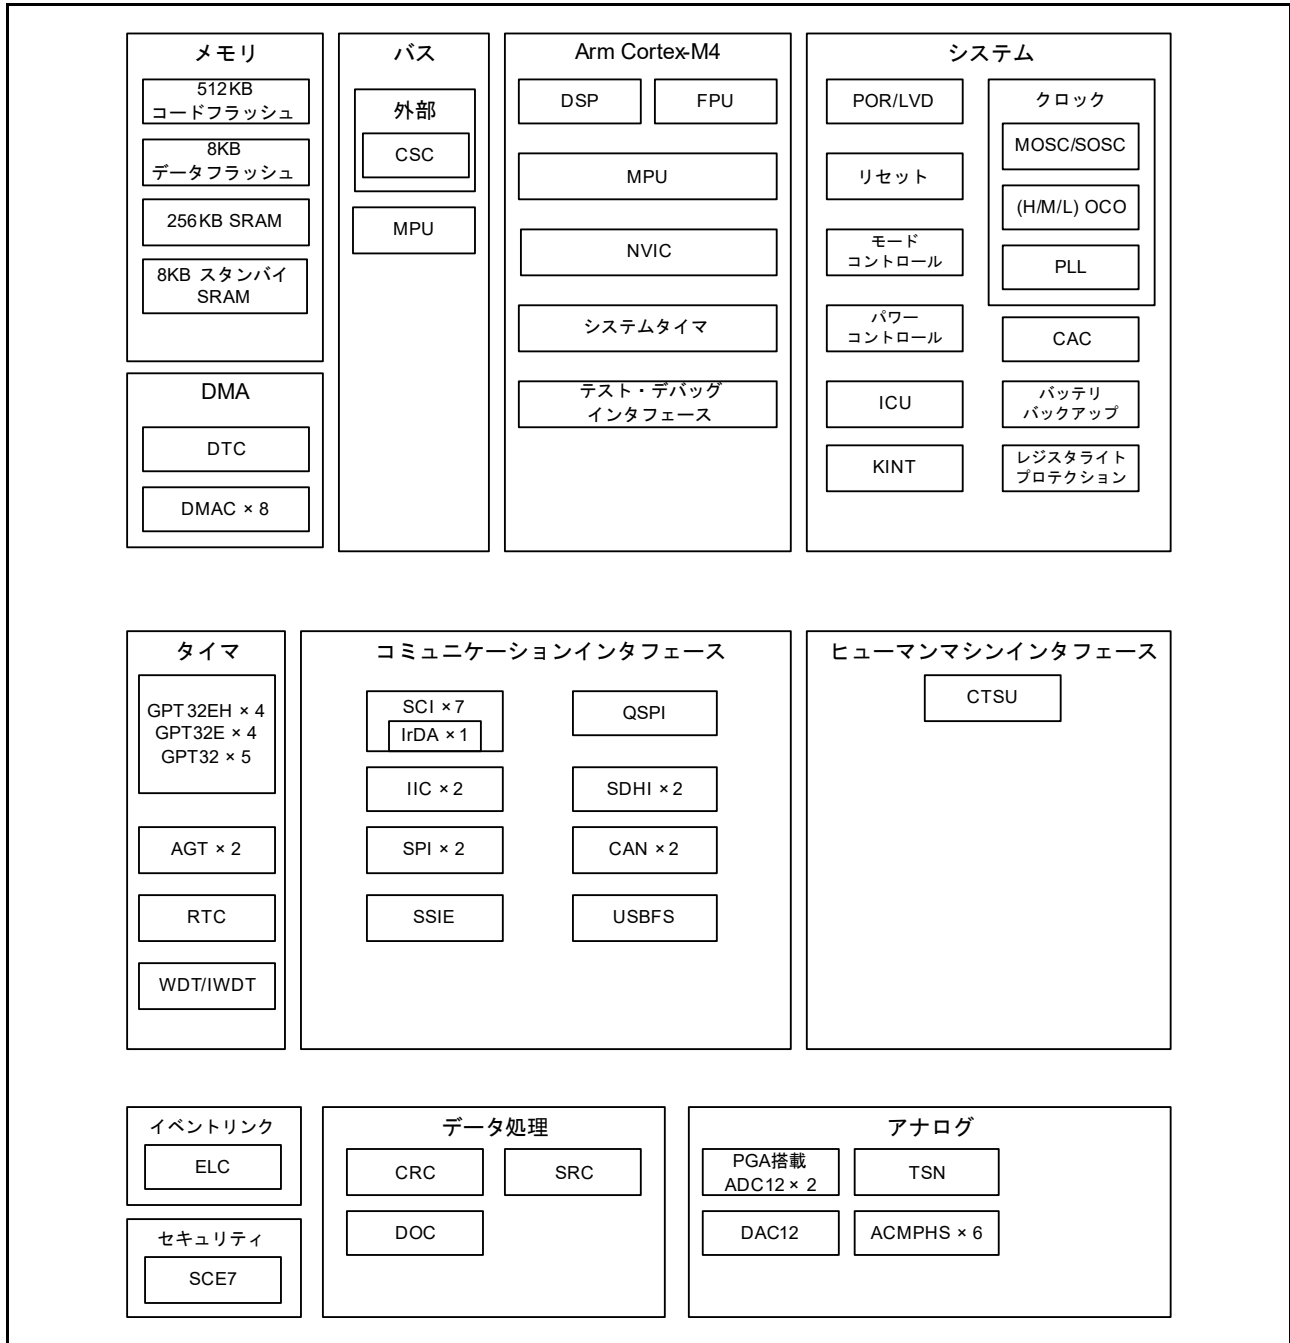 メモリ
512KB
コードフラッシュ
8KB
データフラッシュ
256KB SRAM
8KB スタンバイ
SRAM
DMA
DTC
DMAC × 8
バス
外部
CSC
MPU
Arm Cortex-M4
DSP
FPU
MPU
NVIC
システムタイマ
テスト・デバッグ
インタフェース
システム
POR/LVD
リセット
モード
コントロール
パワー
コントロール
ICU
KINT
クロック
MOSC/SOSC
(H/M/L) OCO
PLL
CAC
バッテリ
バックアップ
レジスタライト
プロテクション
タイマ
GPT32EH × 4
GPT32E × 4
GPT32 × 5
AGT × 2
RTC
WDT/IWDT
コミュニケーションインタフェース
SCI × 7
IrDA × 1
IIC × 2
SPI × 2
SSIE
QSPI
SDHI × 2
CAN × 2
USBFS
ヒューマンマシンインタフェース
CTSU
イベントリンク
ELC
セキュリティ
SCE7
データ処理
CRC
SRC
DOC
アナログ
PGA搭載
ADC12 × 2
TSN
DAC12
ACMPHS × 6